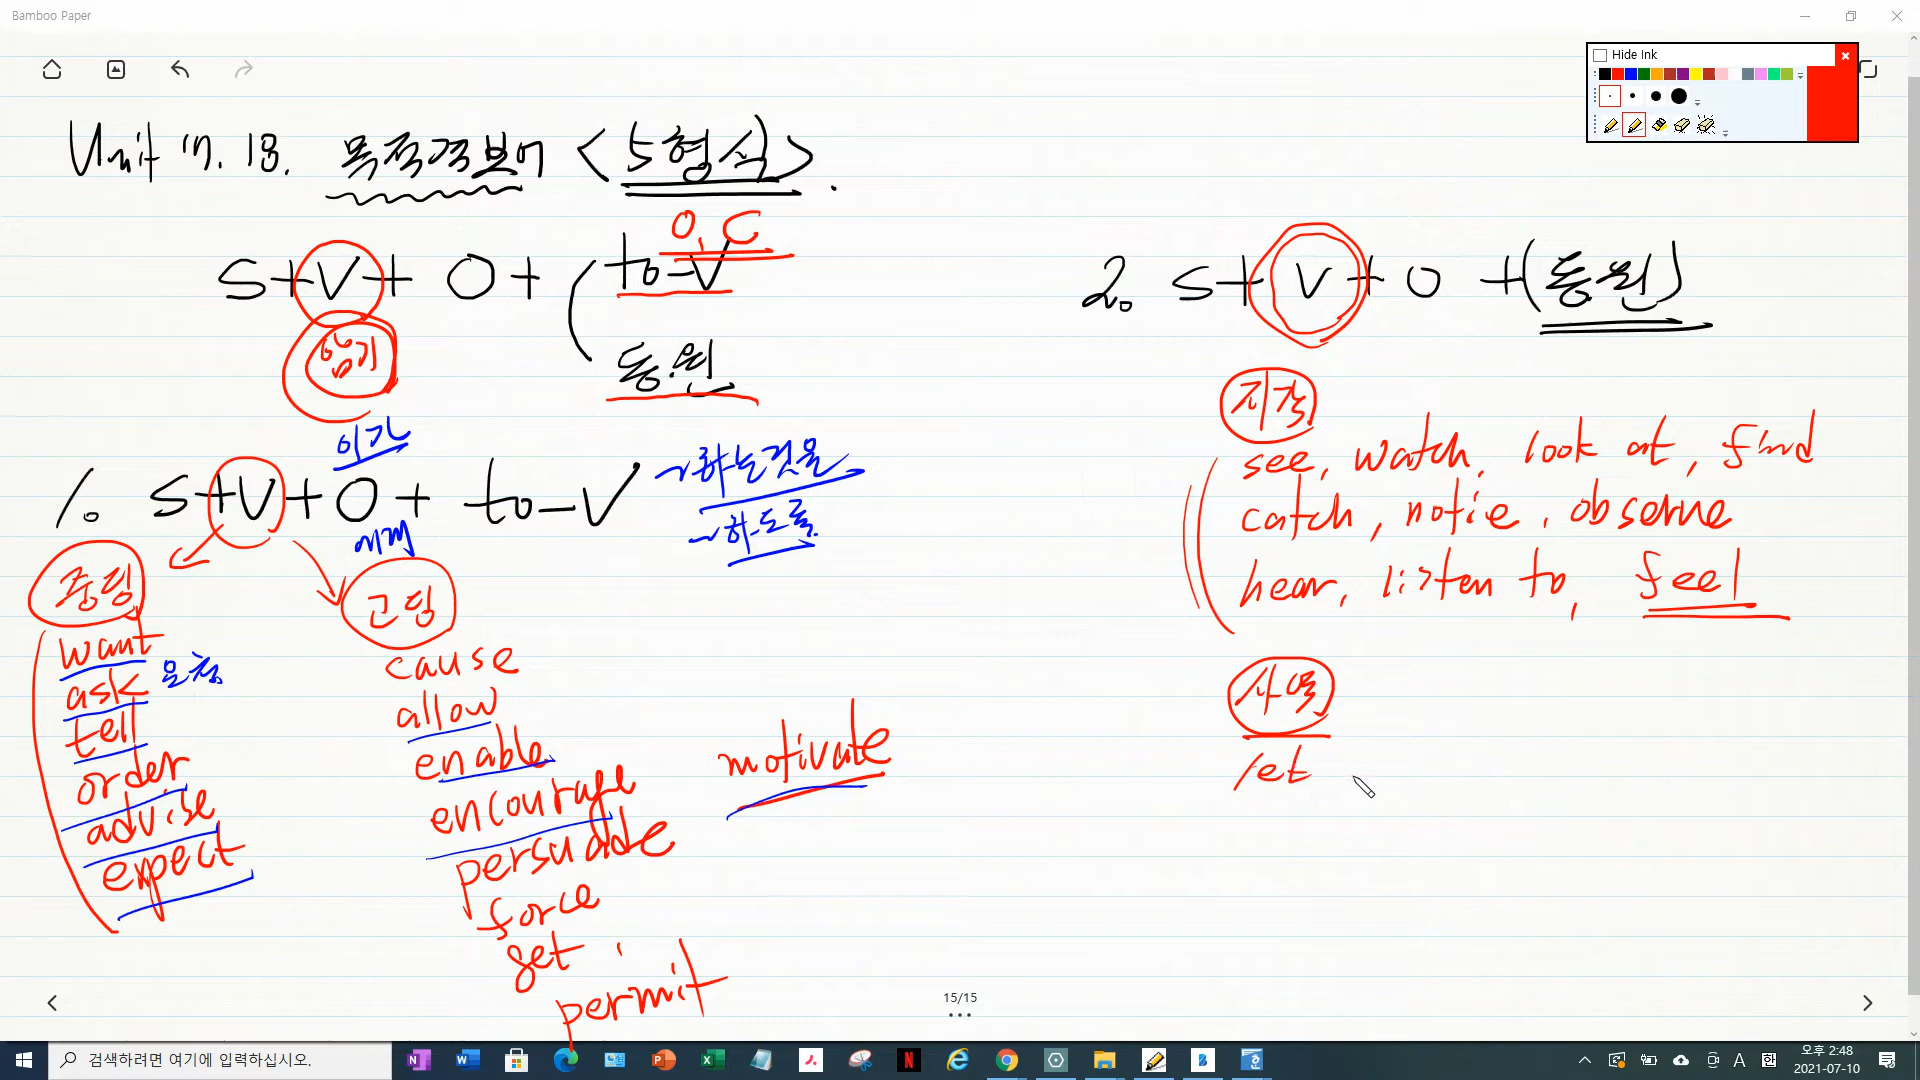 Bamboo Paper
Hide Ink
Unit 17. 18. 목적격보어 <5형식>.
O, C
S+V+ O+ (to-V
암기
동.원
1. S+V+O+ to-V
이가
에게
~하는것을
~하도록.
중딩
want
ask 요청
tell
order
advise
expect
고딩
cause
allow
enable
encourage
persuade
force
get
permit
motivate
2. S+ V+O +(동.원)
지각
see, watch, look at, find
catch, notie, observe
hear, listen to, feel
사역
let
15/15
검색하려면 여기에 입력하십시오.
A
오후 2:48
2021-07-10